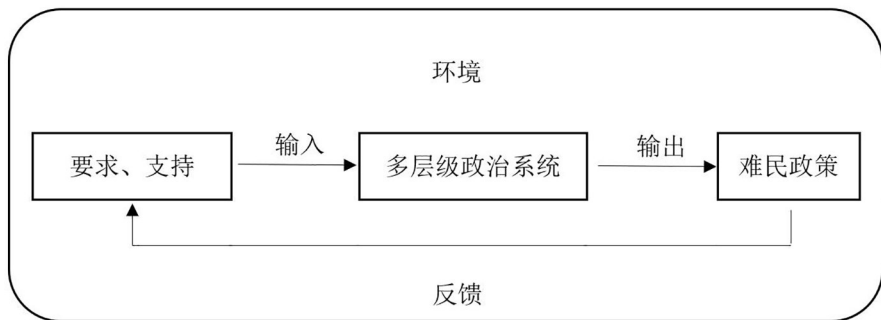 环境
要求、支持
输入
多层级政治系统
输出
难民政策
反馈